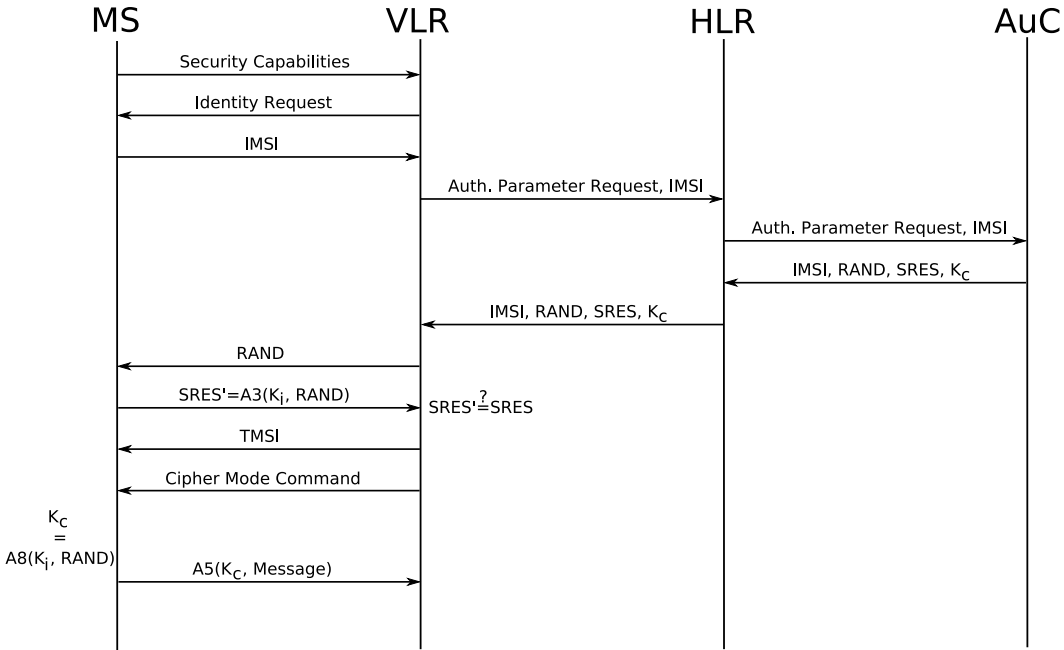 MS
VLR
HLR
AuC
Security Capabilities
Identity Request
IMSI
Auth. Parameter Request, IMSI
Auth. Parameter Request, IMSI
IMSI, RAND, SRES, Kc
IMSI, RAND, SRES, Kc
RAND
SRES'=A3(Ki, RAND)
?
SRES'=SRES
TMSI
Cipher Mode Command
Kc
=
A8(Ki, RAND)
A5(Kc, Message)